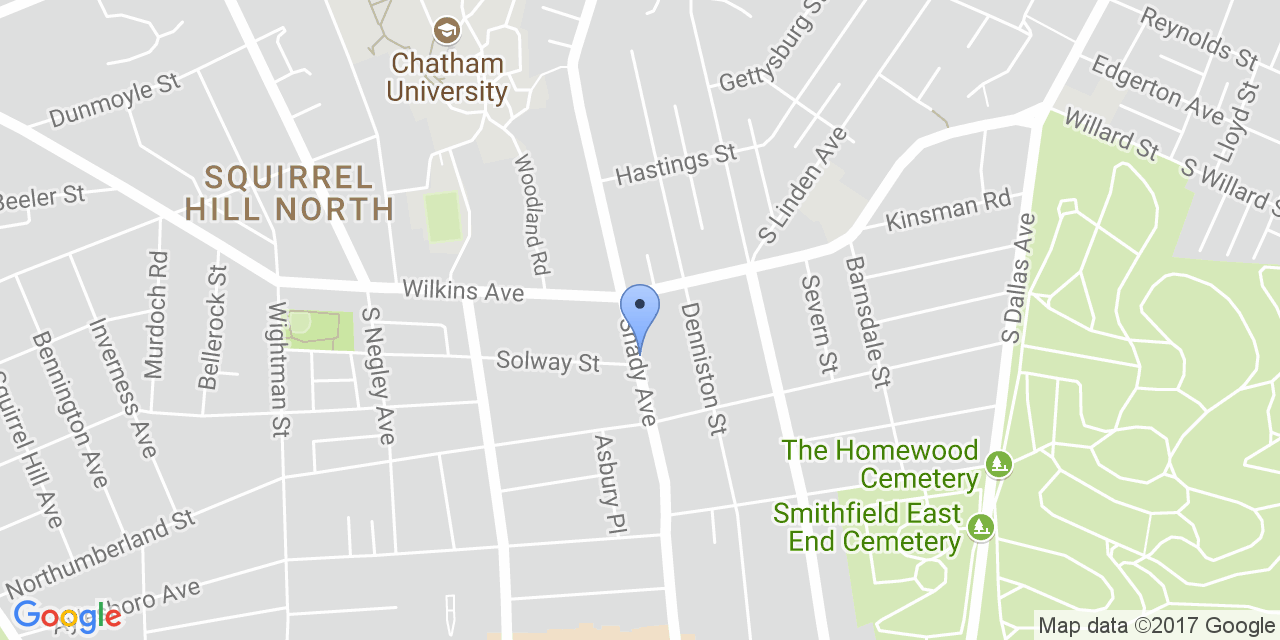 Reynolds St
Gettysburg St
Chatham
University
Edgerton Ave
Dunmoyle St
Lloyd St
Willard St
Hastings St
S Willard S
SQUIRREL
HILL NORTH
Beeler St
Woodland Rd
S Linden Ave
Kinsman Rd
Murdoch Rd
Bellerock St
Wilkins Ave
S Dallas Ave
Wightman St
S Negley Ave
Shady Ave
Denniston St
Severn St
Barnsdale St
Inverness Ave
Bennington Ave
Solway St
Squirrel Hill Ave
Asbury Pl
The Homewood
Cemetery
Smithfield East
End Cemetery
Northumberland St
Google
Map data ©2017 Google